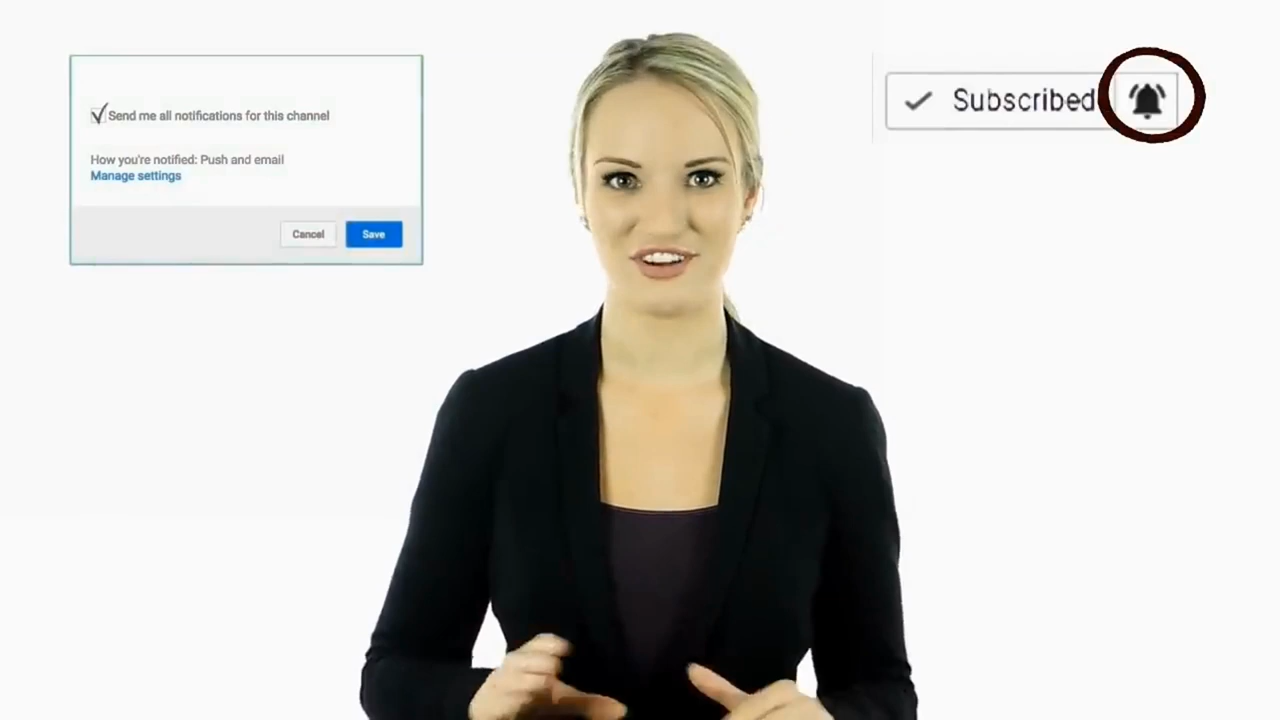 Send me all notifications for this channel
How you're notified: Push and email
Manage settings
Cancel
Save
Subscribed